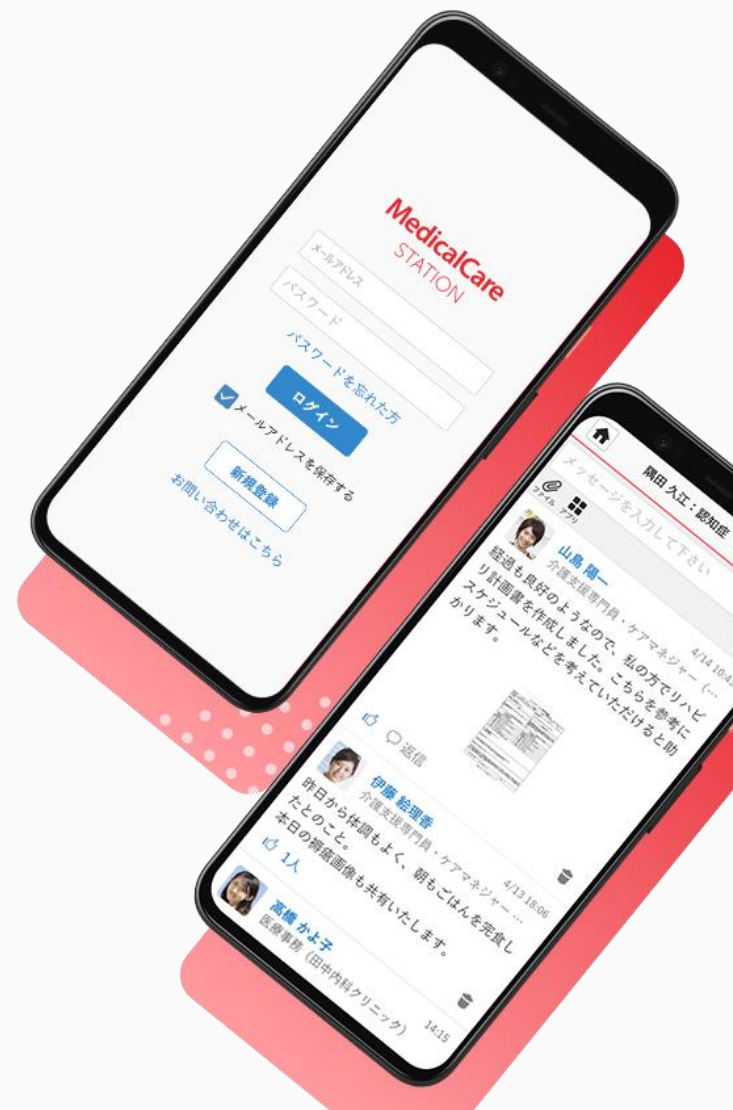 MedicalCare
STATION
メールアドレス
パスワード
パスワードを忘れた方
ログイン
メールアドレスを保存する
新規登録
お問い合わせはこちら
隅田 久江：認知症
メッセージを入力して下さい
ファイル アプリ
山島 陽一
介護支援専門員・ケアマネジャー（…
4/14 10:45
経過も良好のようなので、私の方でリハビ
リ計画書を作成しました。こちらを参考に
スケジュールなどを考えていただけると助
かります。
返信
伊藤 絵理香
介護支援専門員・ケアマネジャー …
4/13 18:06
昨日から体調もよく、朝もごはんを完食し
たとのこと。
本日の褥瘡画像も共有いたします。
1人
高橋 かよ子
医療事務（田中内科クリニック）
14:15